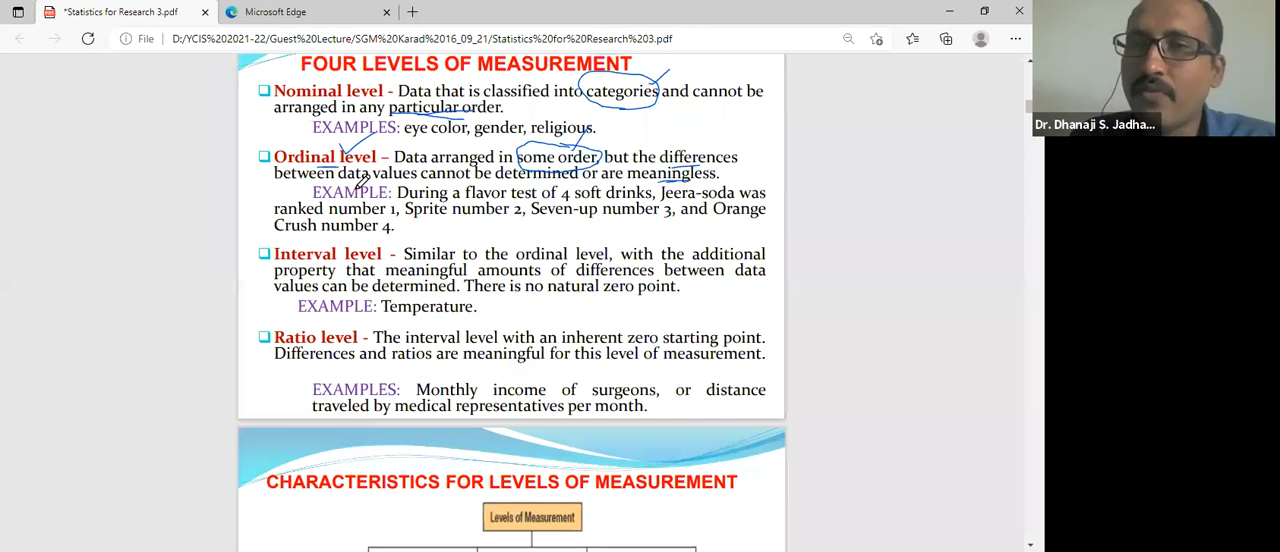 *Statistics for Research 3.pdf
Microsoft Edge
File
D:/YCIS%202021-22/Guest%20Lecture/SGM%20Karad%2016_09_21/Statistics%20for%20Research%203.pdf
FOUR LEVELS OF MEASUREMENT
Nominal level - Data that is classified into categories and cannot be
arranged in any particular order.
EXAMPLES: eye color, gender, religious.
Ordinal level – Data arranged in some order, but the differences
between data values cannot be determined or are meaningless.
EXAMPLE: During a flavor test of 4 soft drinks, Jeera-soda was
ranked number 1, Sprite number 2, Seven-up number 3, and Orange
Crush number 4.
Interval level - Similar to the ordinal level, with the additional
property that meaningful amounts of differences between data
values can be determined. There is no natural zero point.
EXAMPLE: Temperature.
Ratio level - The interval level with an inherent zero starting point.
Differences and ratios are meaningful for this level of measurement.
EXAMPLES: Monthly income of surgeons, or distance
traveled by medical representatives per month.
CHARACTERISTICS FOR LEVELS OF MEASUREMENT
Levels of Measurement
Dr. Dhanaji S. Jadha...